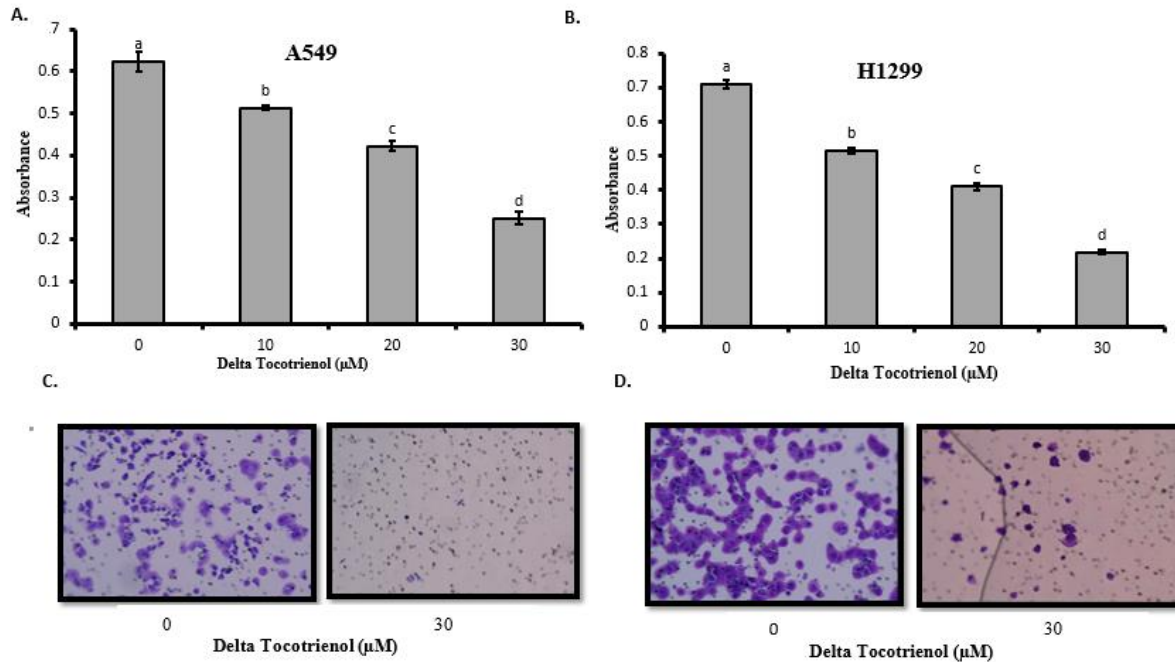 A.
A549
Absorbance
0.7
0.6
0.5
0.4
0.3
0.2
0.1
0
a
b
c
d
0 10 20 30
Delta Tocotrienol (µM)
B.
H1299
Absorbance
0.8
0.7
0.6
0.5
0.4
0.3
0.2
0.1
0
a
b
c
d
0 10 20 30
Delta Tocotrienol (µM)
C.
0 30
Delta Tocotrienol (µM)
D.
0 30
Delta Tocotrienol (µM)